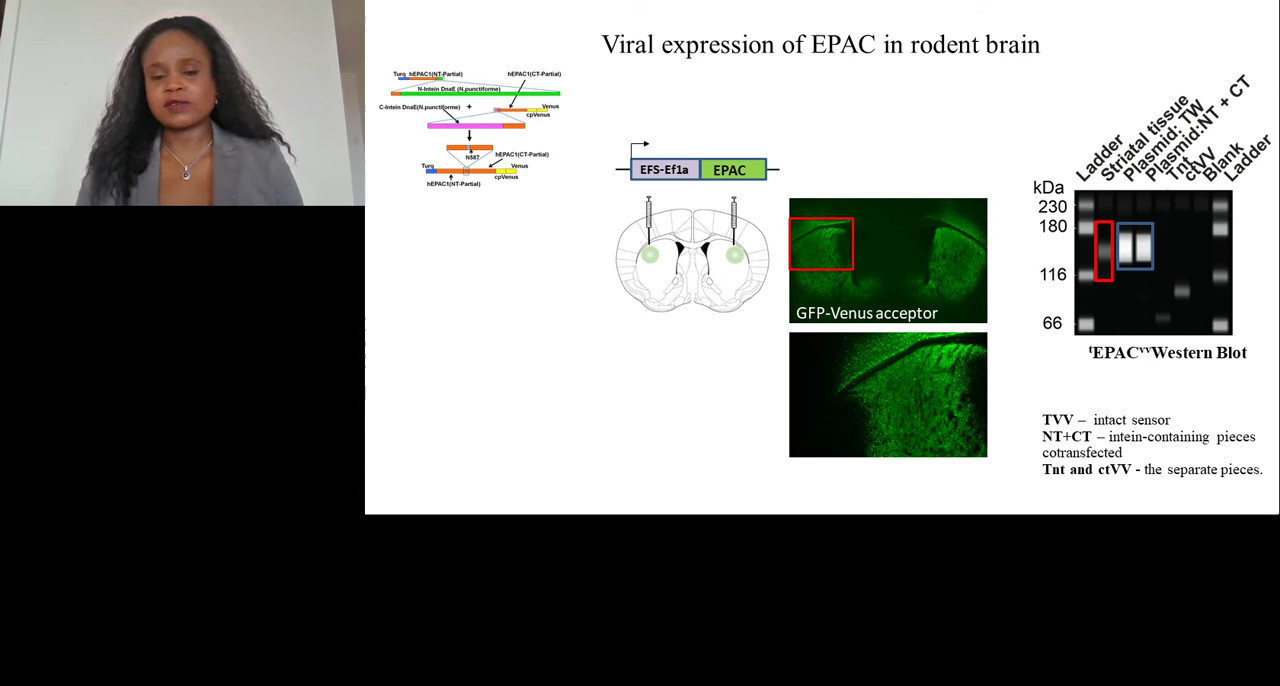 Viral expression of EPAC in rodent brain
Turq hEPAC1(NT-Partial)
hEPAC1(CT-Partial)
N-Intein DnaE (N.punctiforme)
C-Intein DnaE(N.punctiforme) +
Venus
cpVenus
N587
hEPAC1(CT-Partial)
Turq
Venus
cpVenus
hEPAC1(NT-Partial)
EFS-Ef1a EPAC
GFP-Venus acceptor
Ladder
Striatal tissue
Plasmid: TW
Plasmid:NT + CT
Tnt
ctVV
Blank
Ladder
kDa
230
180
116
66
tEPACvvWestern Blot
TVV – intact sensor
NT+CT – intein-containing pieces
cotransfected
Tnt and ctVV - the separate pieces.